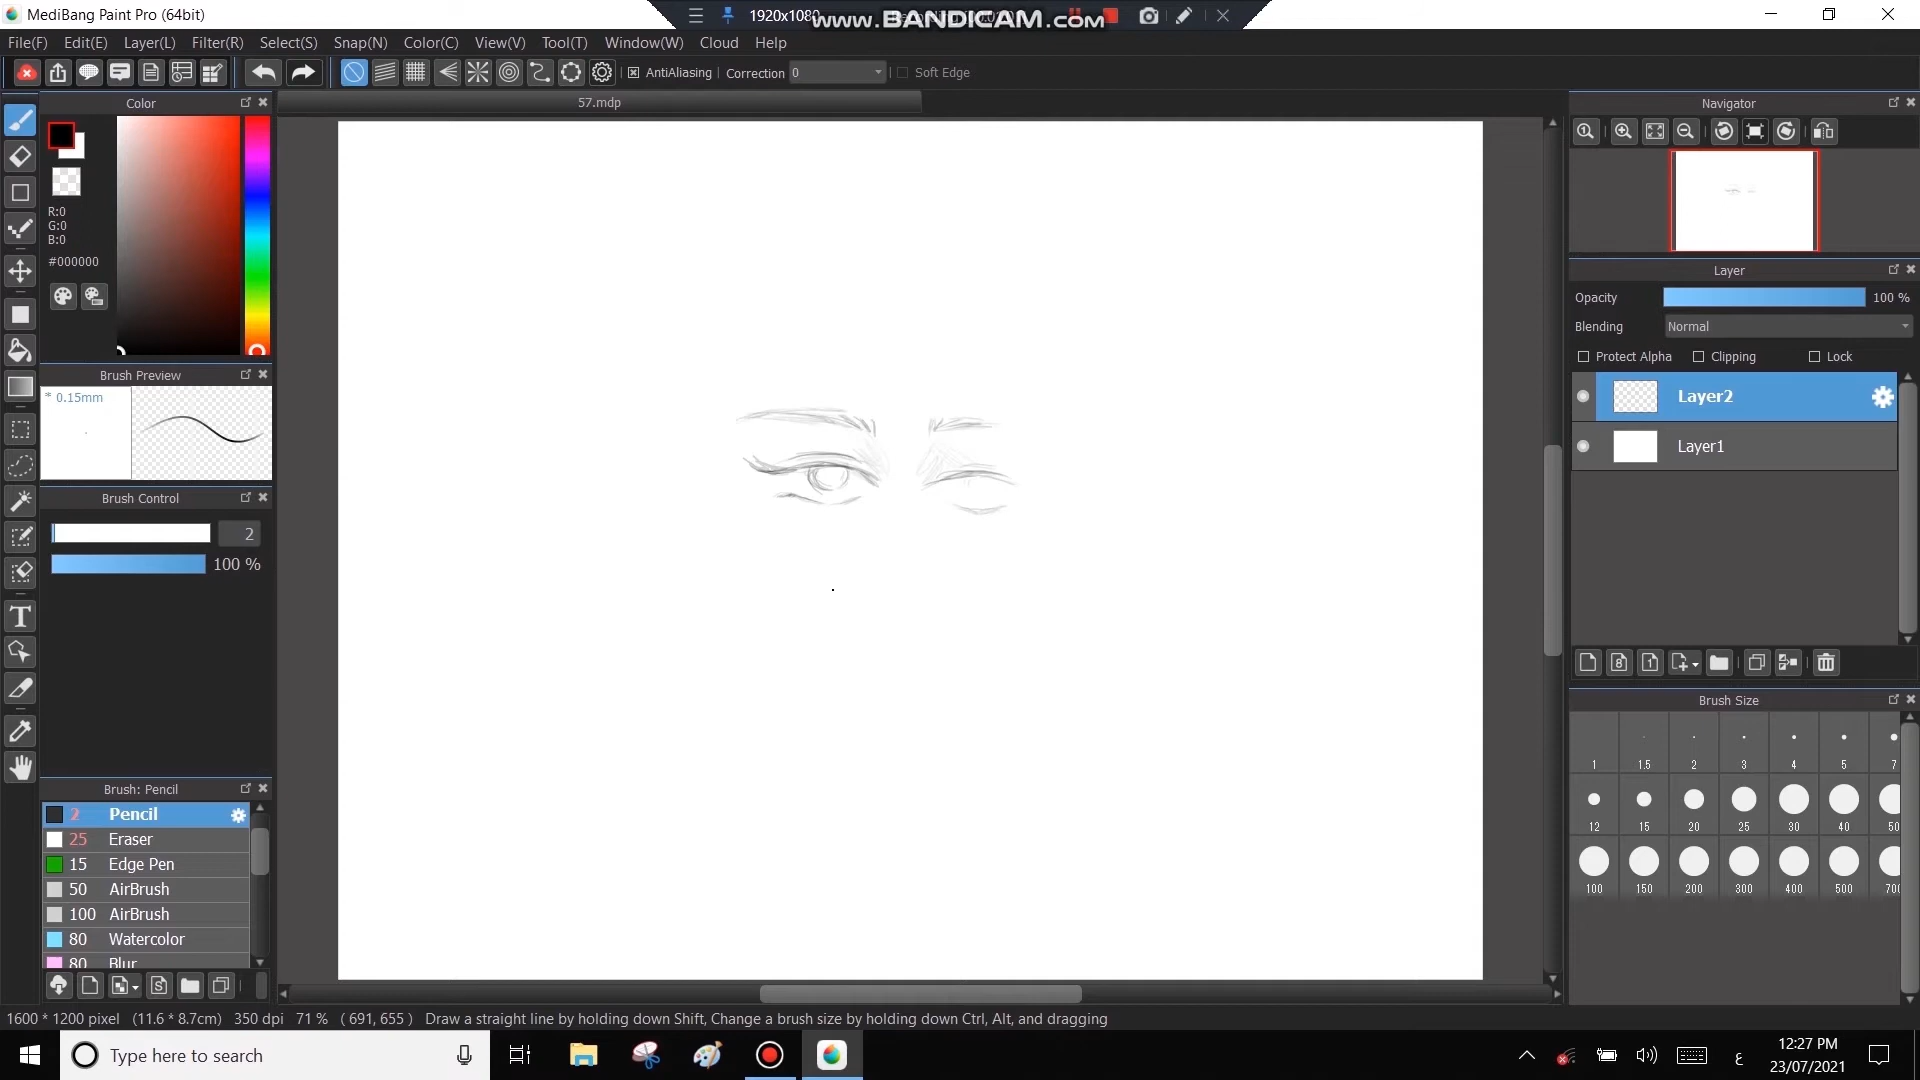 MediBang Paint Pro (64bit)
1920x1080
www.BANDICAM.com
File(F) Edit(E) Layer(L) Filter(R) Select(S) Snap(N) Color(C) View(V) Tool(T) Window(W) Cloud Help
AntiAliasing Correction 0 Soft Edge
Color
57.mdp
R:0
G:0
B:0
#000000
Brush Preview
* 0.15mm
Brush Control
2
100 %
Brush: Pencil
2 Pencil
25 Eraser
15 Edge Pen
50 AirBrush
100 AirBrush
80 Watercolor
80 Blur
Navigator
Layer
Opacity 100 %
Blending Normal
Protect Alpha Clipping Lock
Layer2
Layer1
8 1
Brush Size
1 1.5 2 3 4 5 7
12 15 20 25 30 40 50
100 150 200 300 400 500 700
1600 * 1200 pixel (11.6 * 8.7cm) 350 dpi 71 % ( 691, 655 ) Draw a straight line by holding down Shift, Change a brush size by holding down Ctrl, Alt, and dragging
Type here to search
ع
12:27 PM
23/07/2021